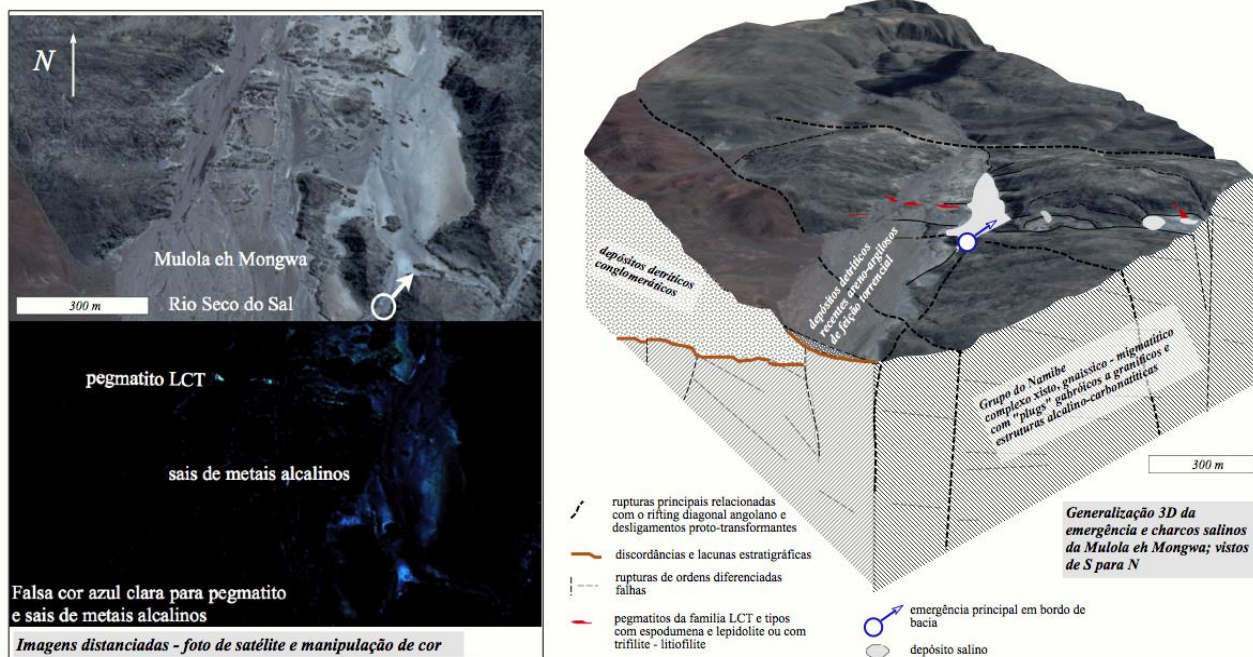 N
Mulola eh Mongwa
300 m
Rio Seco do Sal
pegmatito LCT
sais de metais alcalinos
Falsa cor azul clara para pegmatito
e sais de metais alcalinos
Imagens distanciadas - foto de satélite e manipulação de cor
depósitos detríticos
conglomeráticos
depósitos detríticos
recentes areno-argilosos
de feição torrencial
Grupo do Namibe
complexo xisto, gnaissico - migmatítico
com "plugs" gabróicos a graníficos e
estruturas alcalino-carbonatíticas
300 m
rupturas principais relacionadas
com o rifting diagonal angolano e
desligamentos proto-transformantes
discordâncias e lacunas estratigráficas
rupturas de ordens diferenciadas
falhas
pegmatitos da familia LCT e tipos
com espodumena e lepidolite ou com
trifilite - litiofilite
Generalização 3D da
emergência e charcos salinos
da Mulola eh Mongwa; vistos
de S para N
emergência principal em bordo de
bacia
depósito salino